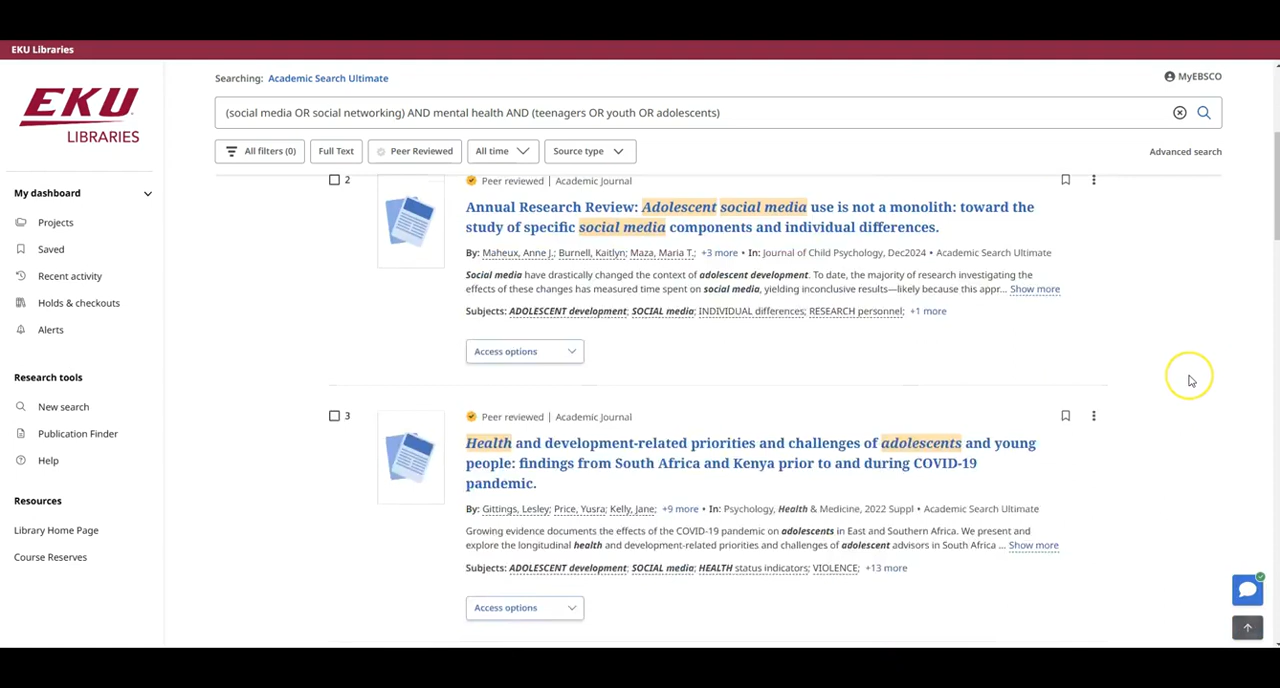 EKU Libraries
EKU
LIBRARIES
My dashboard
Projects
Saved
Recent activity
Holds & checkouts
Alerts
Research tools
New search
Publication Finder
Help
Resources
Library Home Page
Course Reserves
Searching: Academic Search Ultimate
MyEBSCO
(social media OR social networking) AND mental health AND (teenagers OR youth OR adolescents)
All filters (0) Full Text Peer Reviewed All time Source type Advanced search
2 Peer reviewed | Academic Journal
Annual Research Review: Adolescent social media use is not a monolith: toward the
study of specific social media components and individual differences.
By: Maheux, Anne J.; Burnell, Kaitlyn; Maza, Maria T.; +3 more • In: Journal of Child Psychology, Dec2024 • Academic Search Ultimate
Social media have drastically changed the context of adolescent development. To date, the majority of research investigating the
effects of these changes has measured time spent on social media, yielding inconclusive results—likely because this appr... Show more
Subjects: ADOLESCENT development; SOCIAL media; INDIVIDUAL differences; RESEARCH personnel; +1 more
Access options
3 Peer reviewed | Academic Journal
Health and development-related priorities and challenges of adolescents and young
people: findings from South Africa and Kenya prior to and during COVID-19
pandemic.
By: Gittings, Lesley; Price, Yusra; Kelly, Jane; +9 more • In: Psychology, Health & Medicine, 2022 Suppl • Academic Search Ultimate
Growing evidence documents the effects of the COVID-19 pandemic on adolescents in East and Southern Africa. We present and
explore the longitudinal health and development-related priorities and challenges of adolescent advisors in South Africa ... Show more
Subjects: ADOLESCENT development; SOCIAL media; HEALTH status indicators; VIOLENCE; +13 more
Access options